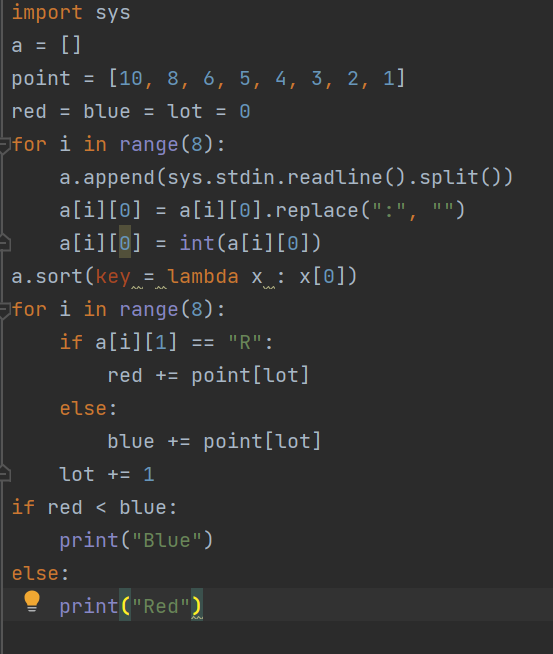 import sys
a = []
point = [10, 8, 6, 5, 4, 3, 2, 1]
red = blue = lot = 0
for i in range(8):
    a.append(sys.stdin.readline().split())
    a[i][0] = a[i][0].replace(":", "")
    a[i][0] = int(a[i][0])
a.sort(key = lambda x : x[0])
for i in range(8):
    if a[i][1] == "R":
        red += point[lot]
    else:
        blue += point[lot]
    lot += 1
if red < blue:
    print("Blue")
else:
    print("Red")